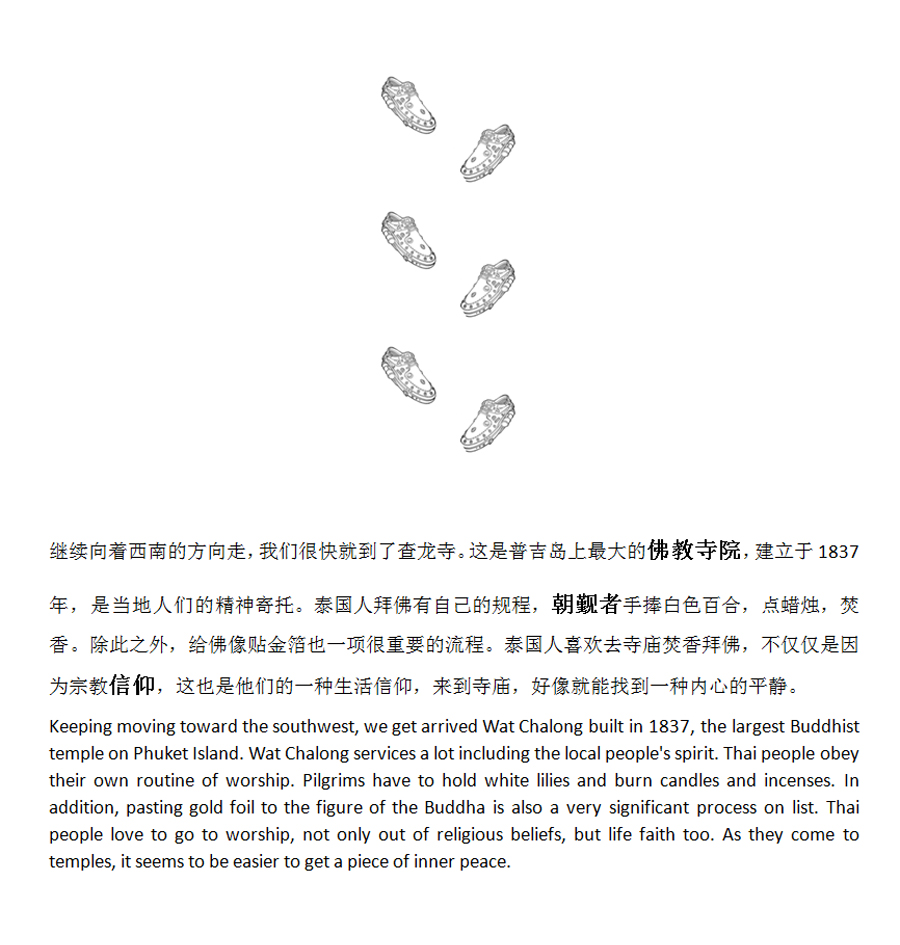 继续向着西南的方向走，我们很快就到了查龙寺。这是普吉岛上最大的佛教寺院，建立于 1837
年，是当地人们的精神寄托。泰国人拜佛有自己的规程，朝觐者手捧白色百合，点蜡烛，焚
香。除此之外，给佛像贴金箔也一项很重要的流程。泰国人喜欢去寺庙焚香拜佛，不仅仅是因
为宗教信仰，这也是他们的一种生活信仰，来到寺庙，好像就能找到一种内心的平静。
Keeping moving toward the southwest, we get arrived Wat Chalong built in 1837, the largest Buddhist
temple on Phuket Island. Wat Chalong services a lot including the local people's spirit. Thai people obey
their own routine of worship. Pilgrims have to hold white lilies and burn candles and incenses. In
addition, pasting gold foil to the figure of the Buddha is also a very significant process on list. Thai
people love to go to worship, not only out of religious beliefs, but life faith too. As they come to
temples, it seems to be easier to get a piece of inner peace.